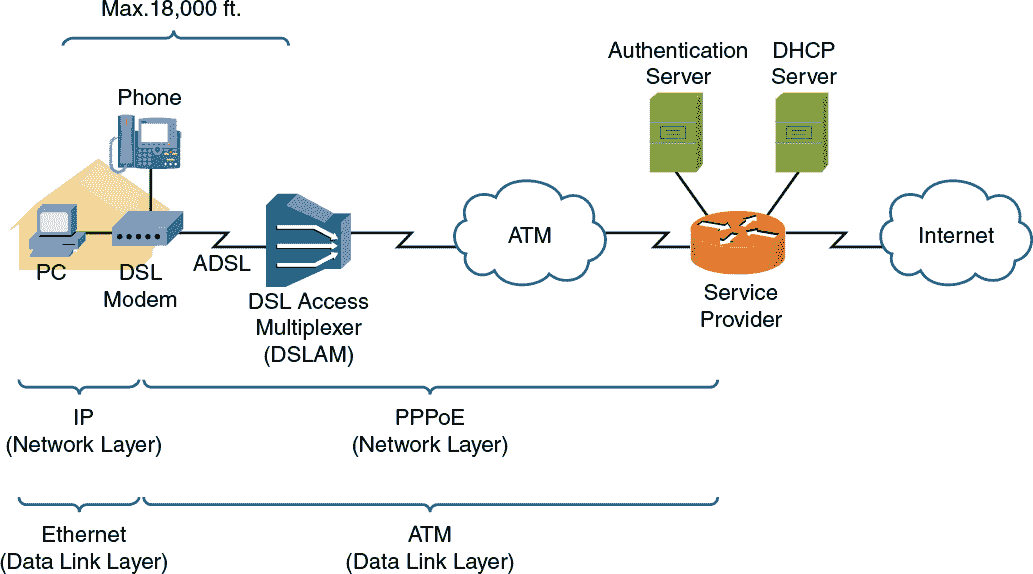 Max.18,000 ft.
Authentication
Server
DHCP
Server
Phone
PC
DSL
Modem
ADSL
DSL Access
Multiplexer
(DSLAM)
ATM
Service
Provider
Internet
IP
(Network Layer)
PPPoE
(Network Layer)
Ethernet
(Data Link Layer)
ATM
(Data Link Layer)